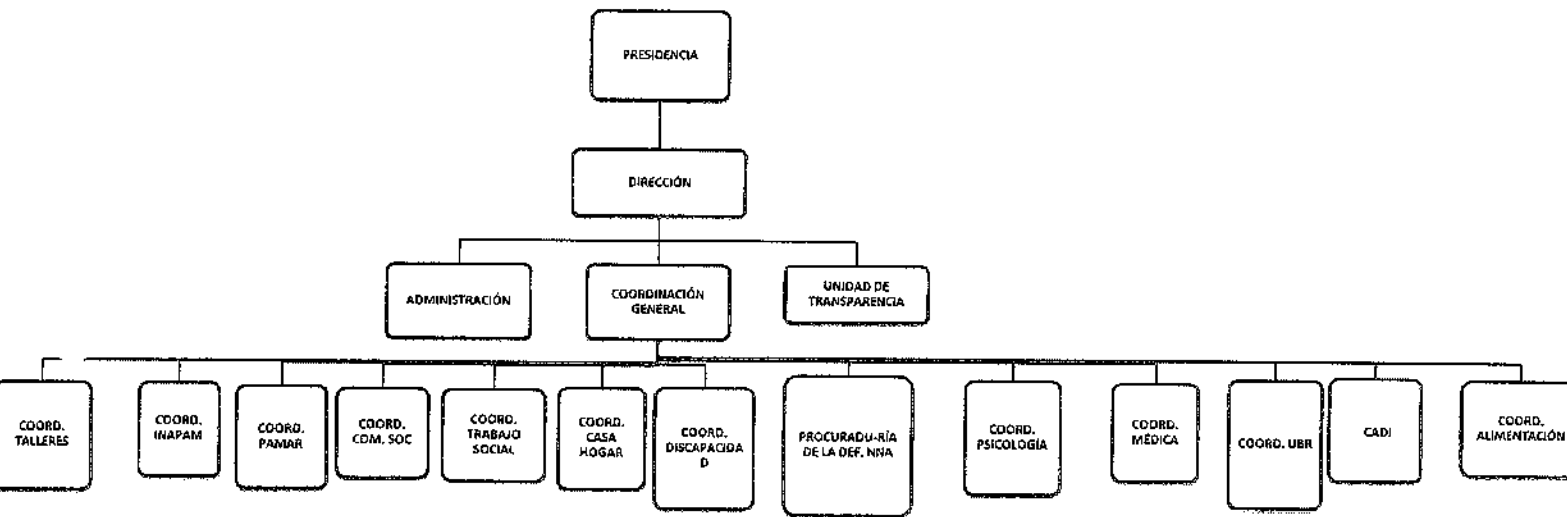 PRESIDENCIA
DIRECCIÓN
ADMINISTRACIÓN
COORDINACIÓN
GENERAL
UNIDAD DE
TRANSPARENCIA
COORD.
TALLERES
COORD.
INAPAM
COORD.
PAMAR
COORD.
COM. SOC
COORD.
TRABAJO
SOCIAL
COORD.
CASA
HOGAR
COORD.
DISCAPACIDA
D
PROCURADU-RÍA
DE LA DEF. NNA
COORD.
PSICOLOGÍA
COORD.
MÉDICA
COORD. UBR
CADI
COORD.
ALIMENTACIÓN